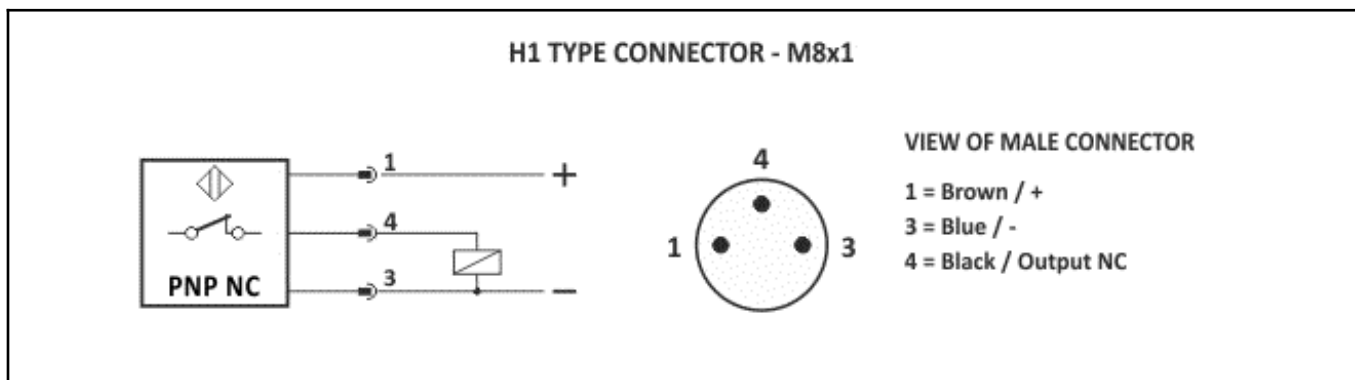 H1 TYPE CONNECTOR - M8x1
1
+
4
3
−
PNP NC
4
1
3
VIEW OF MALE CONNECTOR
1 = Brown / +
3 = Blue / -
4 = Black / Output NC